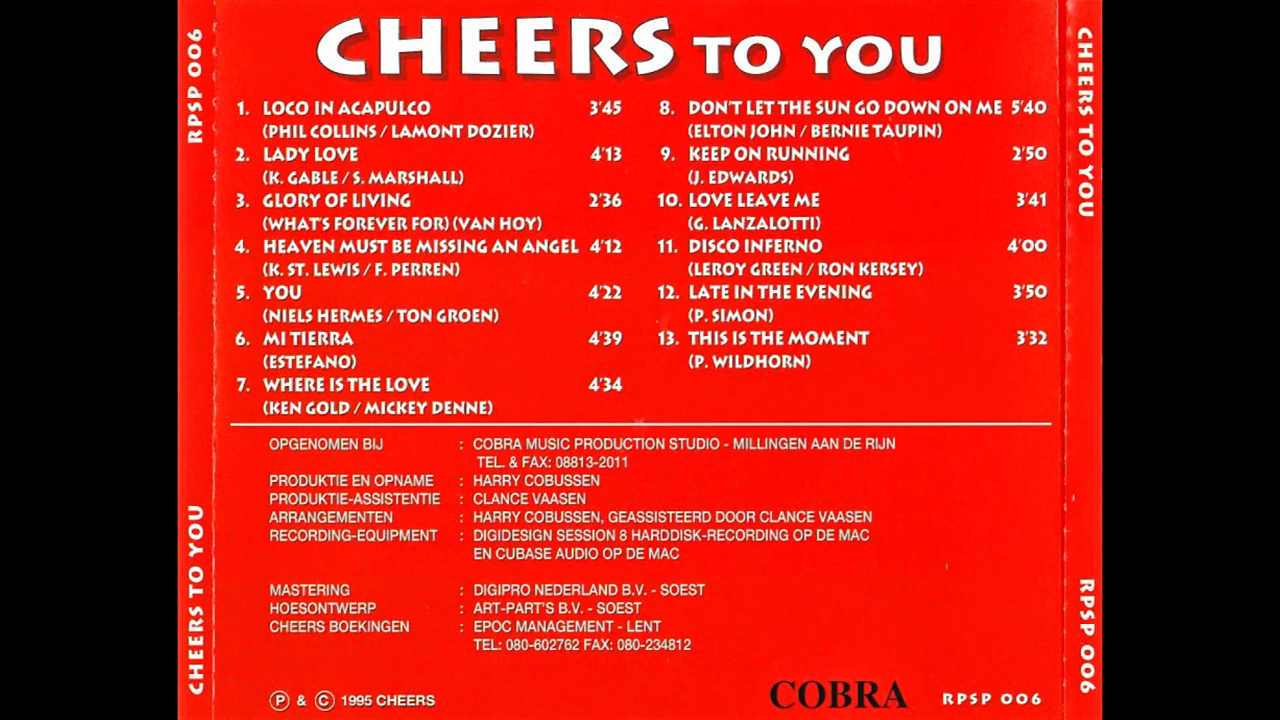 CHEERS TO YOU
1. LOCO IN ACAPULCO 3'45
(PHIL COLLINS / LAMONT DOZIER)
2. LADY LOVE 4'13
(K. GABLE / S. MARSHALL)
3. GLORY OF LIVING 2'36
(WHAT'S FOREVER FOR) (VAN HOY)
4. HEAVEN MUST BE MISSING AN ANGEL 4'12
(K. ST. LEWIS / F. PERREN)
5. YOU 4'22
(NIELS HERMES / TON GROEN)
6. MI TIERRA 4'39
(ESTEFANO)
7. WHERE IS THE LOVE 4'34
(KEN GOLD / MICKEY DENNE)
8. DON'T LET THE SUN GO DOWN ON ME 5'40
(ELTON JOHN / BERNIE TAUPIN)
9. KEEP ON RUNNING 2'50
(J. EDWARDS)
10. LOVE LEAVE ME 3'41
(G. LANZALOTTI)
11. DISCO INFERNO 4'00
(LEROY GREEN / RON KERSEY)
12. LATE IN THE EVENING 3'50
(P. SIMON)
13. THIS IS THE MOMENT 3'32
(P. WILDHORN)
OPGENOMEN BIJ : COBRA MUSIC PRODUCTION STUDIO - MILLINGEN AAN DE RIJN
TEL. & FAX: 08813-2011
PRODUKTIE EN OPNAME : HARRY COBUSSEN
PRODUKTIE-ASSISTENTIE : CLANCE VAASEN
ARRANGEMENTEN : HARRY COBUSSEN, GEASSISTEERD DOOR CLANCE VAASEN
RECORDING-EQUIPMENT : DIGIDESIGN SESSION 8 HARDDISK-RECORDING OP DE MAC
EN CUBASE AUDIO OP DE MAC
MASTERING : DIGIPRO NEDERLAND B.V. - SOEST
HOESONTWERP : ART-PART'S B.V. - SOEST
CHEERS BOEKINGEN : EPOC MANAGEMENT - LENT
TEL: 080-602762 FAX: 080-234812
Ⓟ & © 1995 CHEERS
COBRA RPSP 006
RPSP 006
CHEERS TO YOU
CHEERS TO YOU
RPSP 006